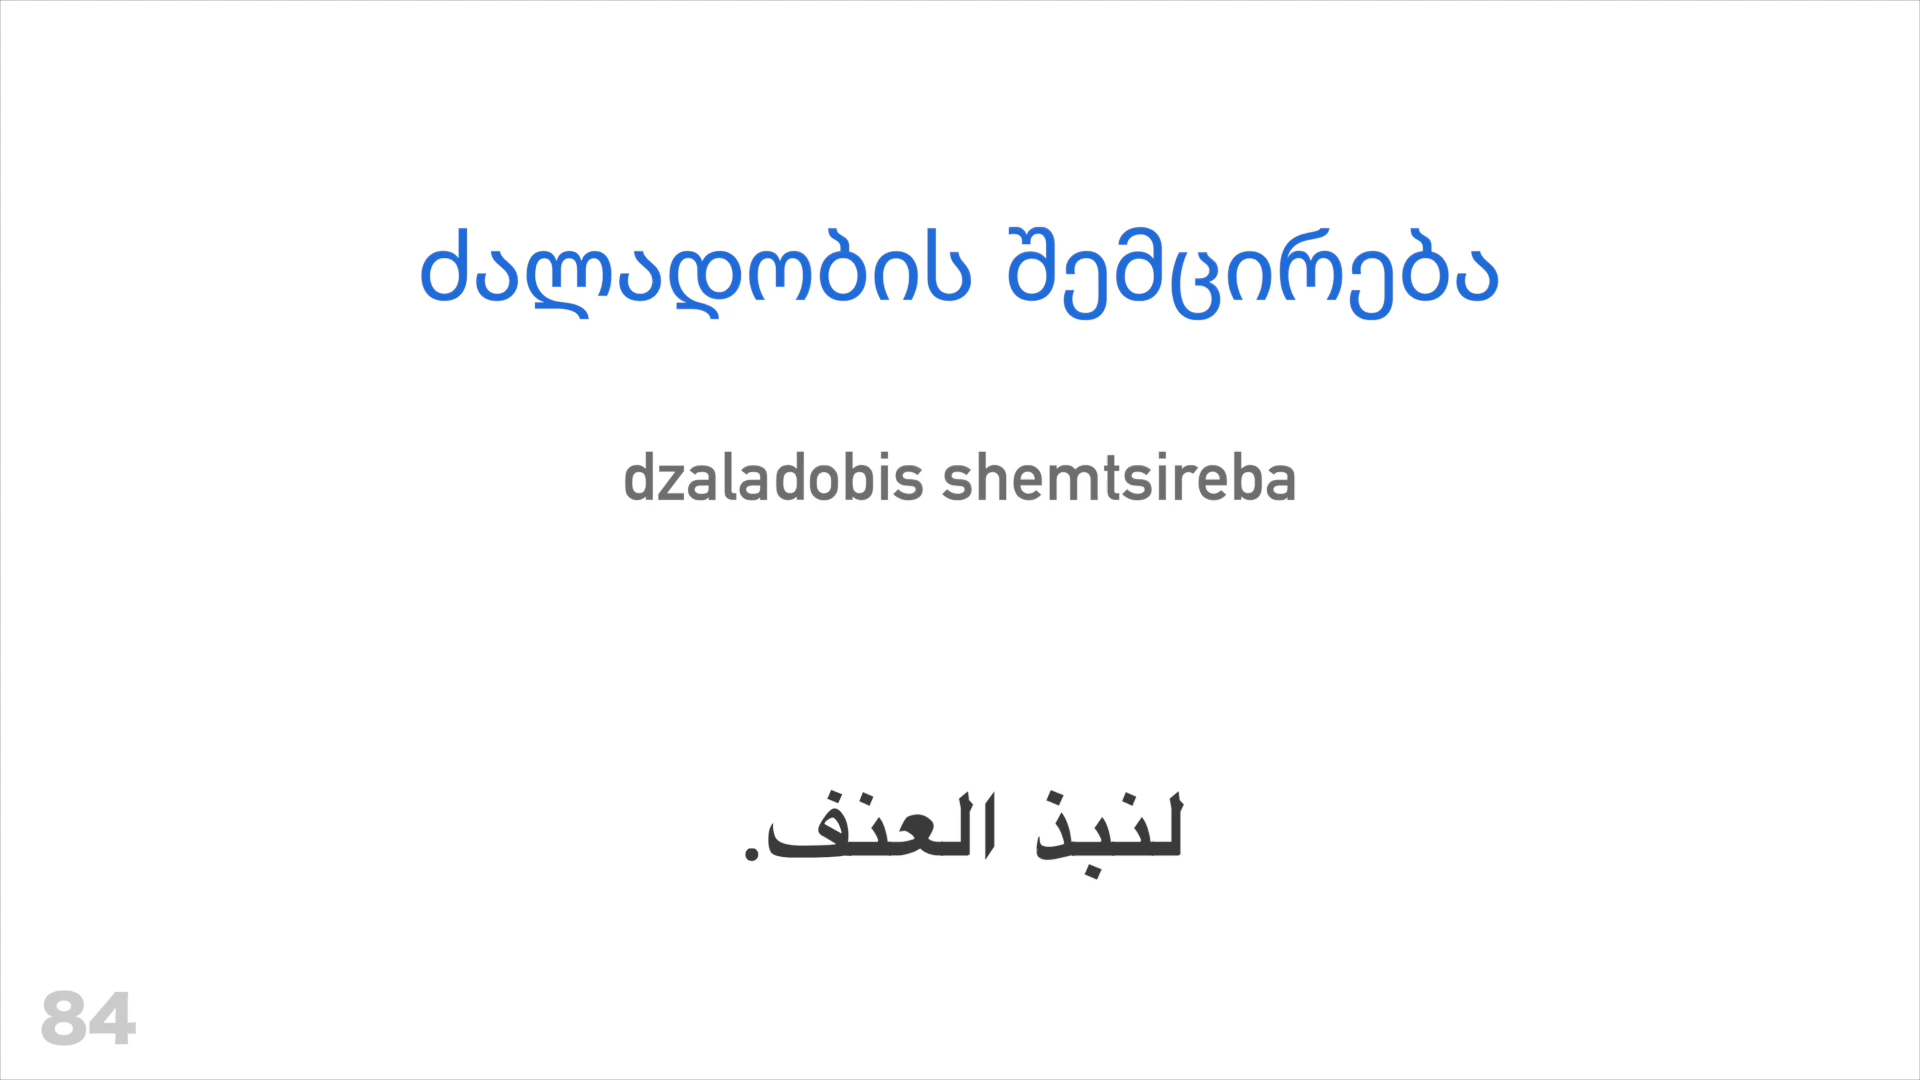 ძალადობის შემცირება
dzaladobis shemtsireba
لنبذ العنف.
84